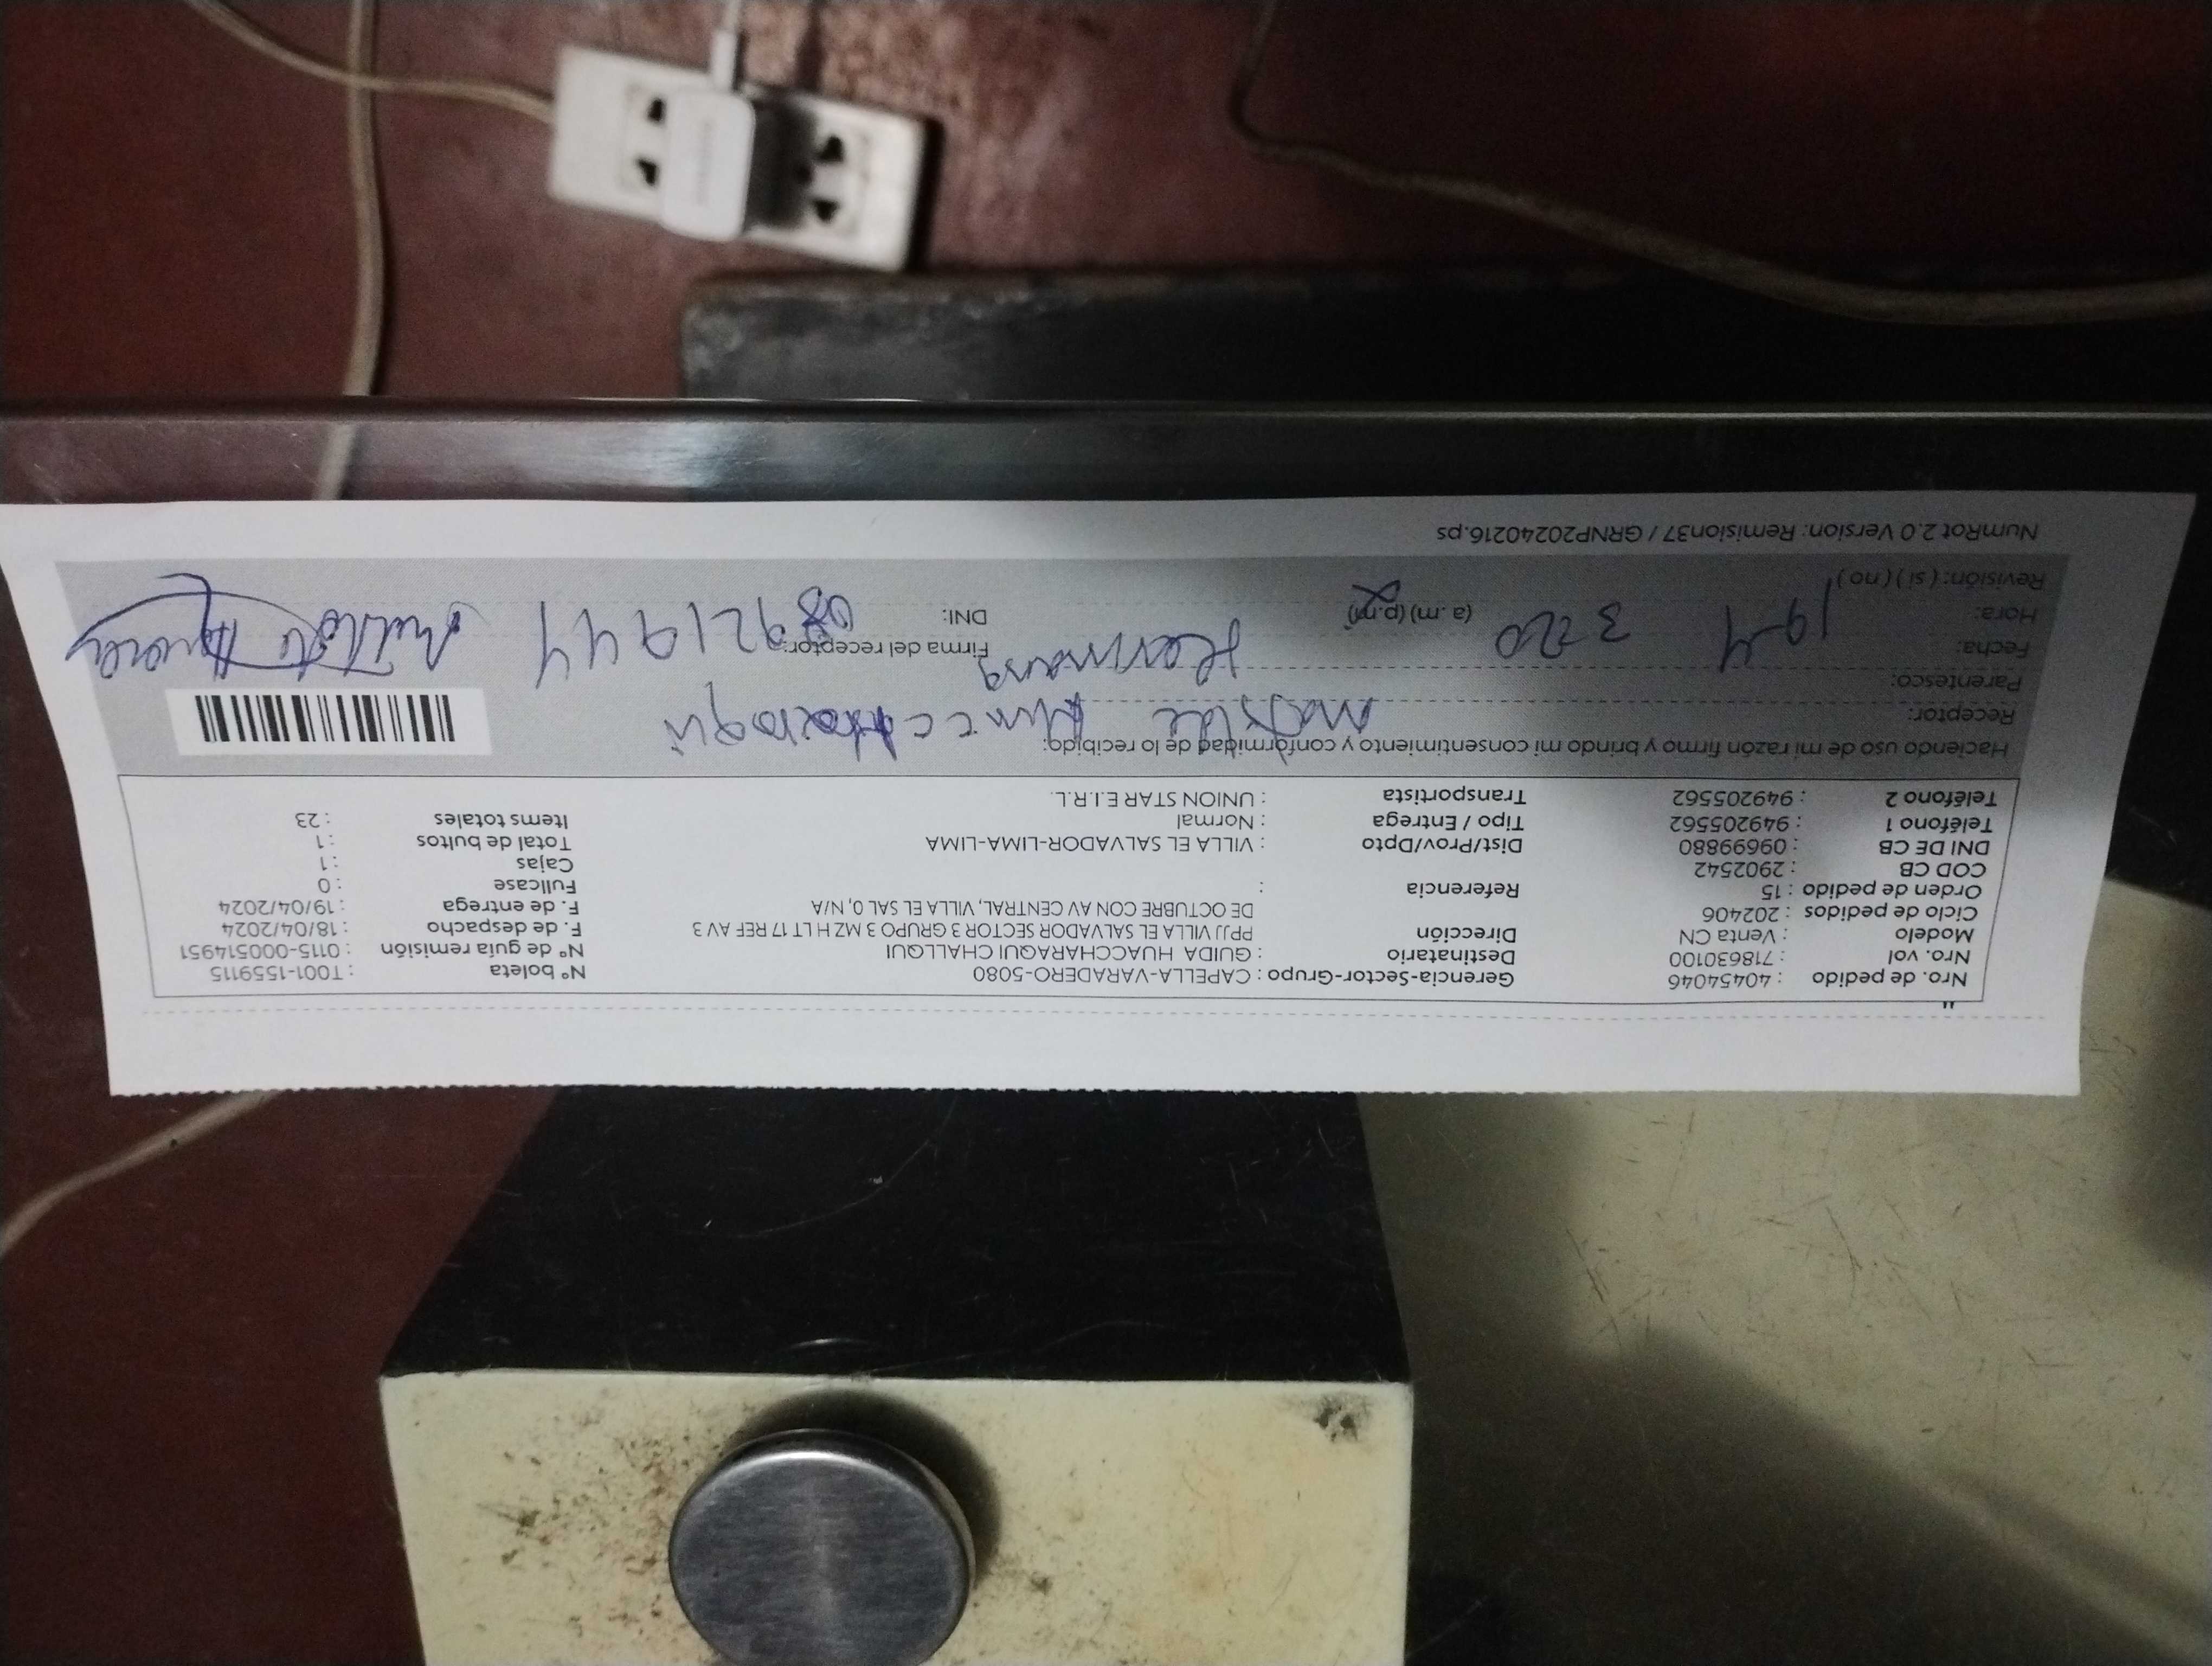 "
Nro. de pedido : 40454046
Nro. vol : 718630100
Modelo : Venta CN
Ciclo de pedidos : 202406
Orden de pedido : 15
COD CB : 2902542
DNI DE CB : 09699880
Teléfono 1 : 949205562
Teléfono 2 : 949205562
Gerencia-Sector-Grupo : CAPELLA-VARADERO-5080
Destinatario : GUIDA HUACCHARAQUI CHALLQUI
Dirección PPJJ VILLA EL SALVADOR SECTOR 3 GRUPO 3 MZ H LT 17 REF AV 3
DE OCTUBRE CON AV CENTRAL, VILLA EL SAL 0, N/A
Referencia :
Dist/Prov/Dpto : VILLA EL SALVADOR-LIMA-LIMA
Tipo / Entrega : Normal
Transportista : UNION STAR E.I.R.L.
Nº boleta : T001-1559115
Nº de guía remisión : 0115-000514951
F. de despacho : 18/04/2024
F. de entrega : 19/04/2024
Fullcase : 0
Cajas : 1
Total de bultos : 1
Items totales : 23
Haciendo uso de mi razón firmo y brindo mi consentimiento y conformidad de lo recibido:
Receptor:
Parentesco: Hermana
Fecha: 19-4
Hora: 3:20 (a. m) (p.m)
Firma del receptor:
DNI: 08921944
Revisión: ( si ) ( no )
NumRot 2.0 Version: Remision37 / GRNP20240216.ps